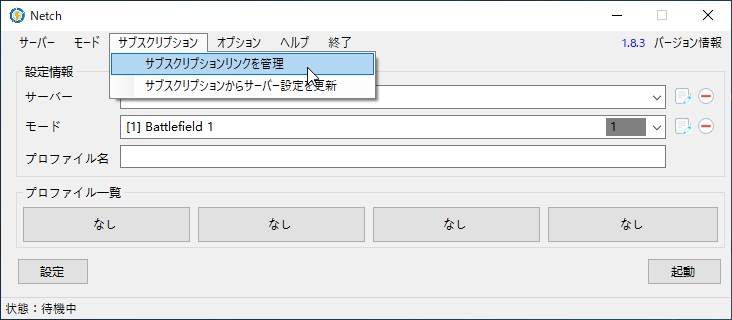 Netch
サーバー モード サブスクリプション オプション ヘルプ 終了 1.8.3 バージョン情報
サブスクリプションリンクを管理
サブスクリプションからサーバー設定を更新
設定情報
サーバー
モード [1] Battlefield 1 1
プロファイル名
プロファイル一覧
なし なし なし なし
設定 起動
状態：待機中